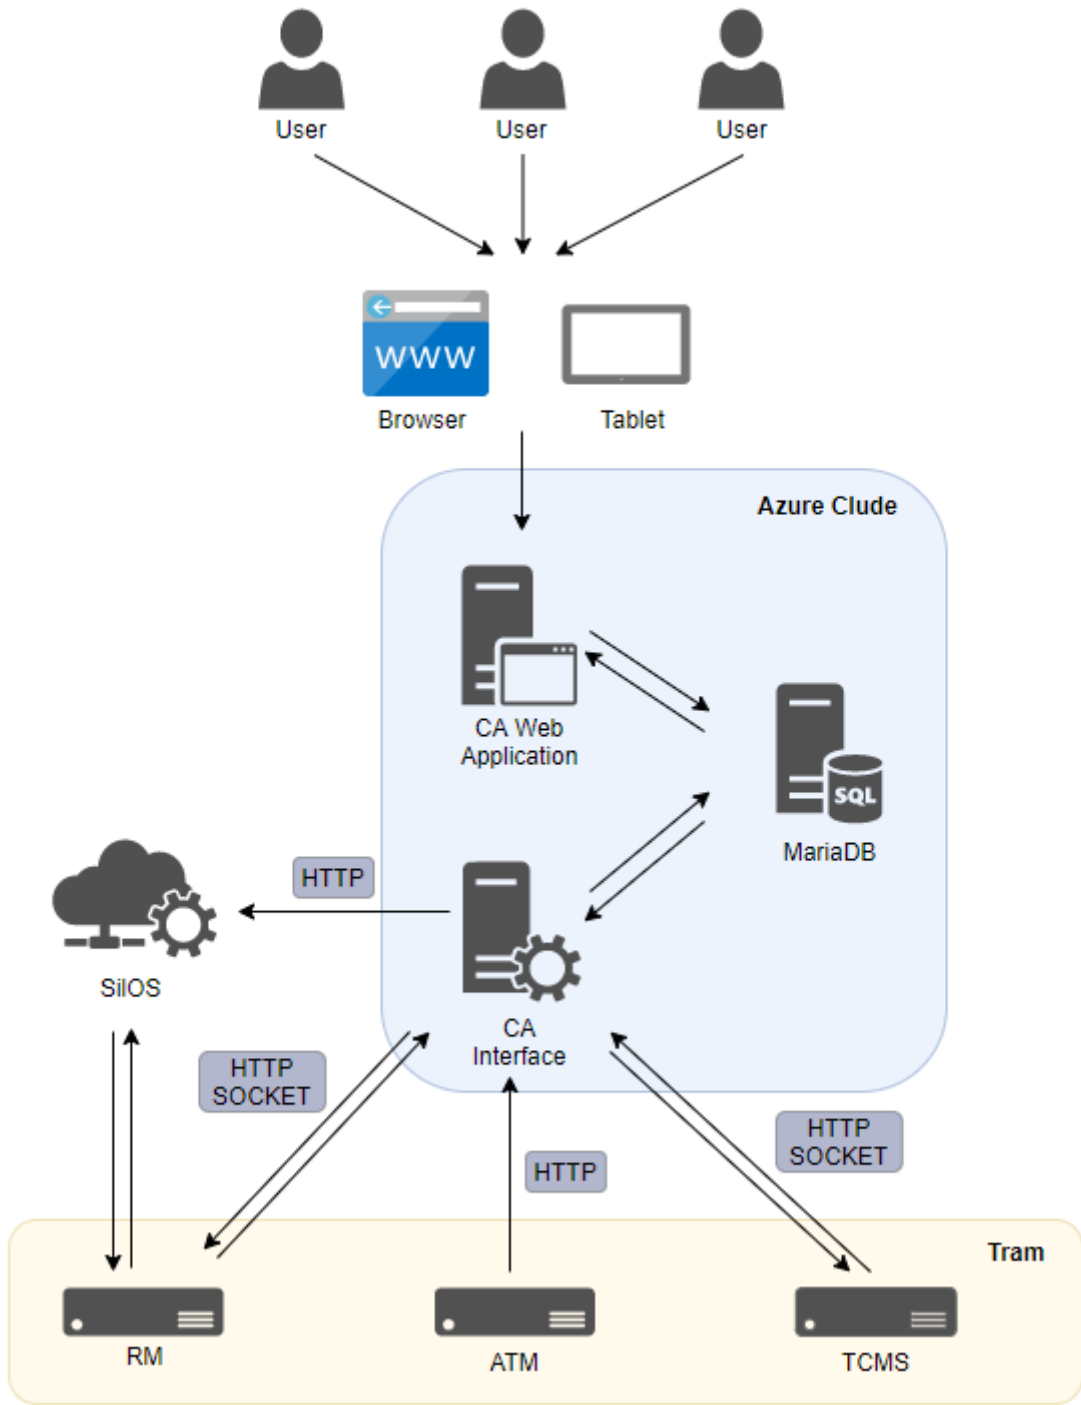 User
User
User
WWW
Browser
Tablet
Azure Clude
CA Web
Application
SQL
MariaDB
HTTP
SilOS
CA
Interface
HTTP
SOCKET
HTTP
SOCKET
HTTP
Tram
RM
ATM
TCMS